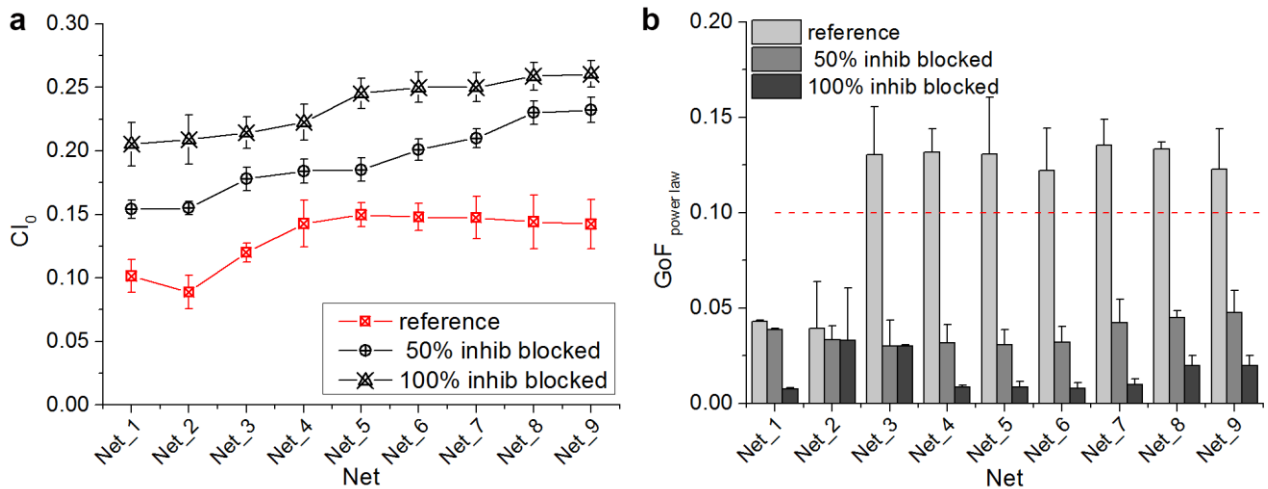 a
0.30
0.25
0.20
0.15
0.10
0.05
0.00
CI0
reference
50% inhib blocked
100% inhib blocked
Net_1 Net_2 Net_3 Net_4 Net_5 Net_6 Net_7 Net_8 Net_9
Net
b
0.20
0.15
0.10
0.05
0.00
GoF power law
reference
50% inhib blocked
100% inhib blocked
Net_1 Net_2 Net_3 Net_4 Net_5 Net_6 Net_7 Net_8 Net_9
Net